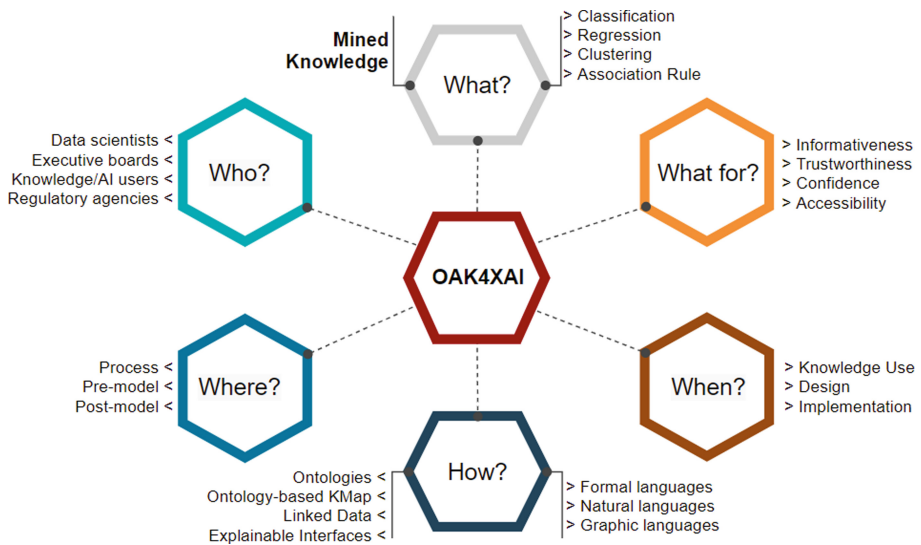 Mined
Knowledge
What?
> Classification
> Regression
> Clustering
> Association Rule
Data scientists <
Executive boards <
Knowledge/AI users <
Regulatory agencies <
Who?
What for?
> Informativeness
> Trustworthiness
> Confidence
> Accessibility
OAK4XAI
Process <
Pre-model <
Post-model <
Where?
When?
> Knowledge Use
> Design
> Implementation
Ontologies <
Ontology-based KMap <
Linked Data <
Explainable Interfaces <
How?
> Formal languages
> Natural languages
> Graphic languages